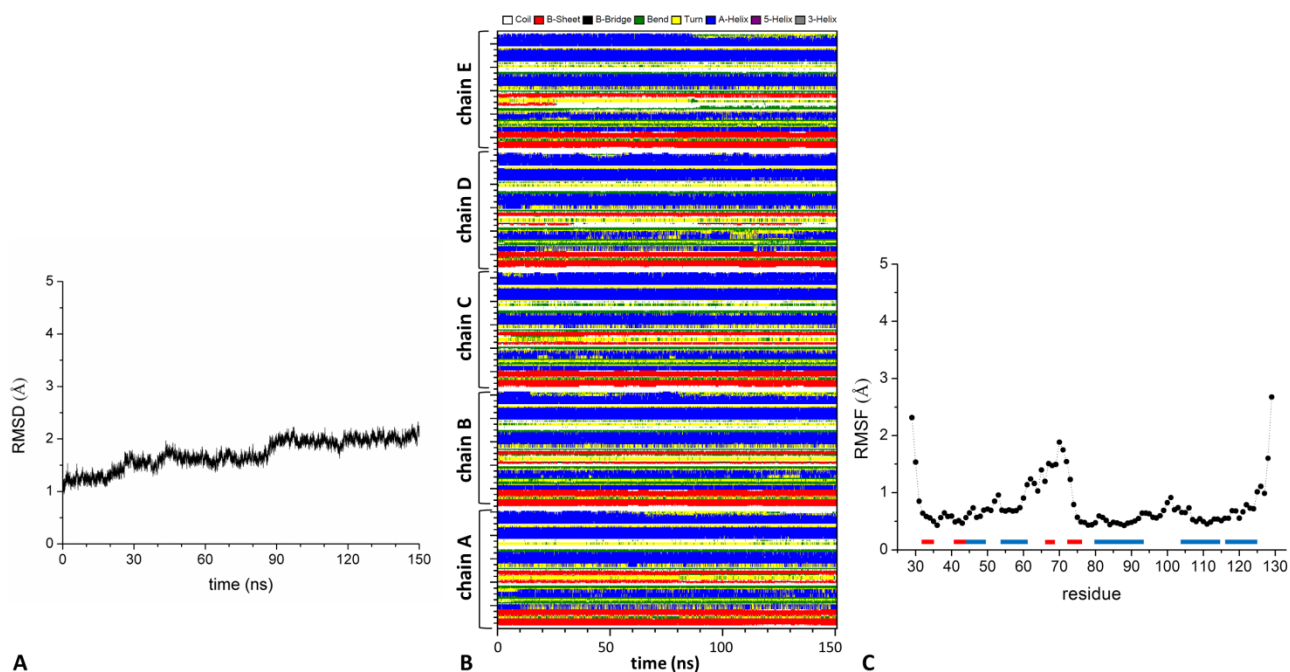 Coil B-Sheet B-Bridge Bend Turn A-Helix 5-Helix 3-Helix
chain E
chain D
chain C
chain B
chain A
0 50 100 150
time (ns)
B
5
4
3
2
1
0
RMSD (Å)
0 30 60 90 120 150
time (ns)
A
5
4
3
2
1
0
RMSF (Å)
30 40 50 60 70 80 90 100 110 120 130
residue
C